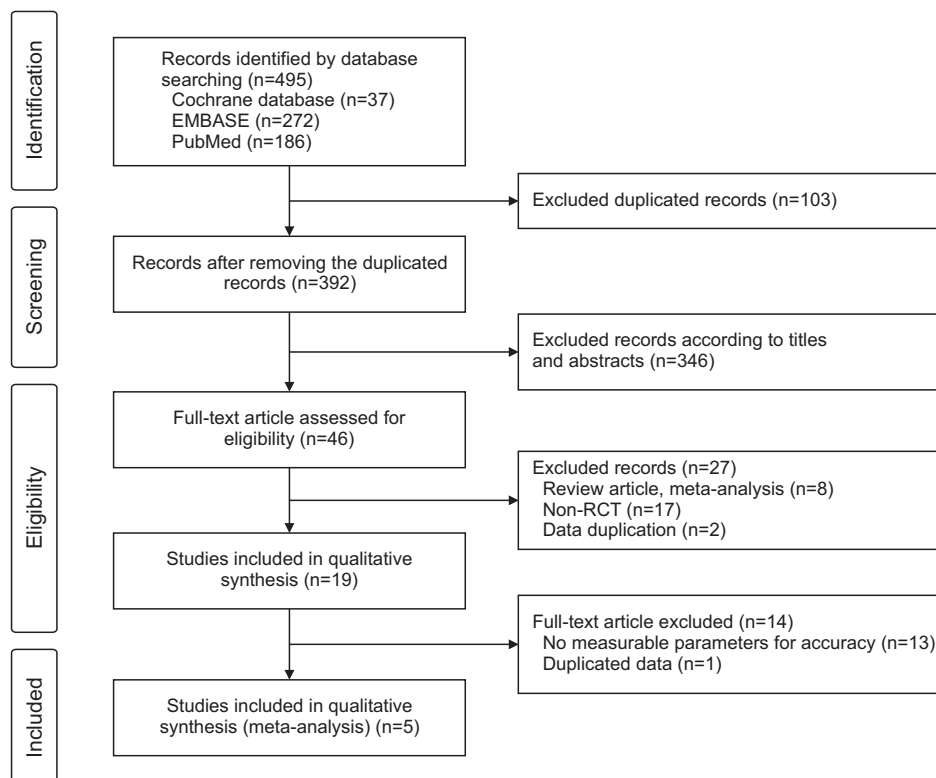 Identification
Records identified by database
searching (n=495)
Cochrane database (n=37)
EMBASE (n=272)
PubMed (n=186)
Excluded duplicated records (n=103)
Screening
Records after removing the duplicated
records (n=392)
Excluded records according to titles
and abstracts (n=346)
Eligibility
Full-text article assessed for
eligibility (n=46)
Excluded records (n=27)
Review article, meta-analysis (n=8)
Non-RCT (n=17)
Data duplication (n=2)
Studies included in qualitative
synthesis (n=19)
Full-text article excluded (n=14)
No measurable parameters for accuracy (n=13)
Duplicated data (n=1)
Included
Studies included in qualitative
synthesis (meta-analysis) (n=5)